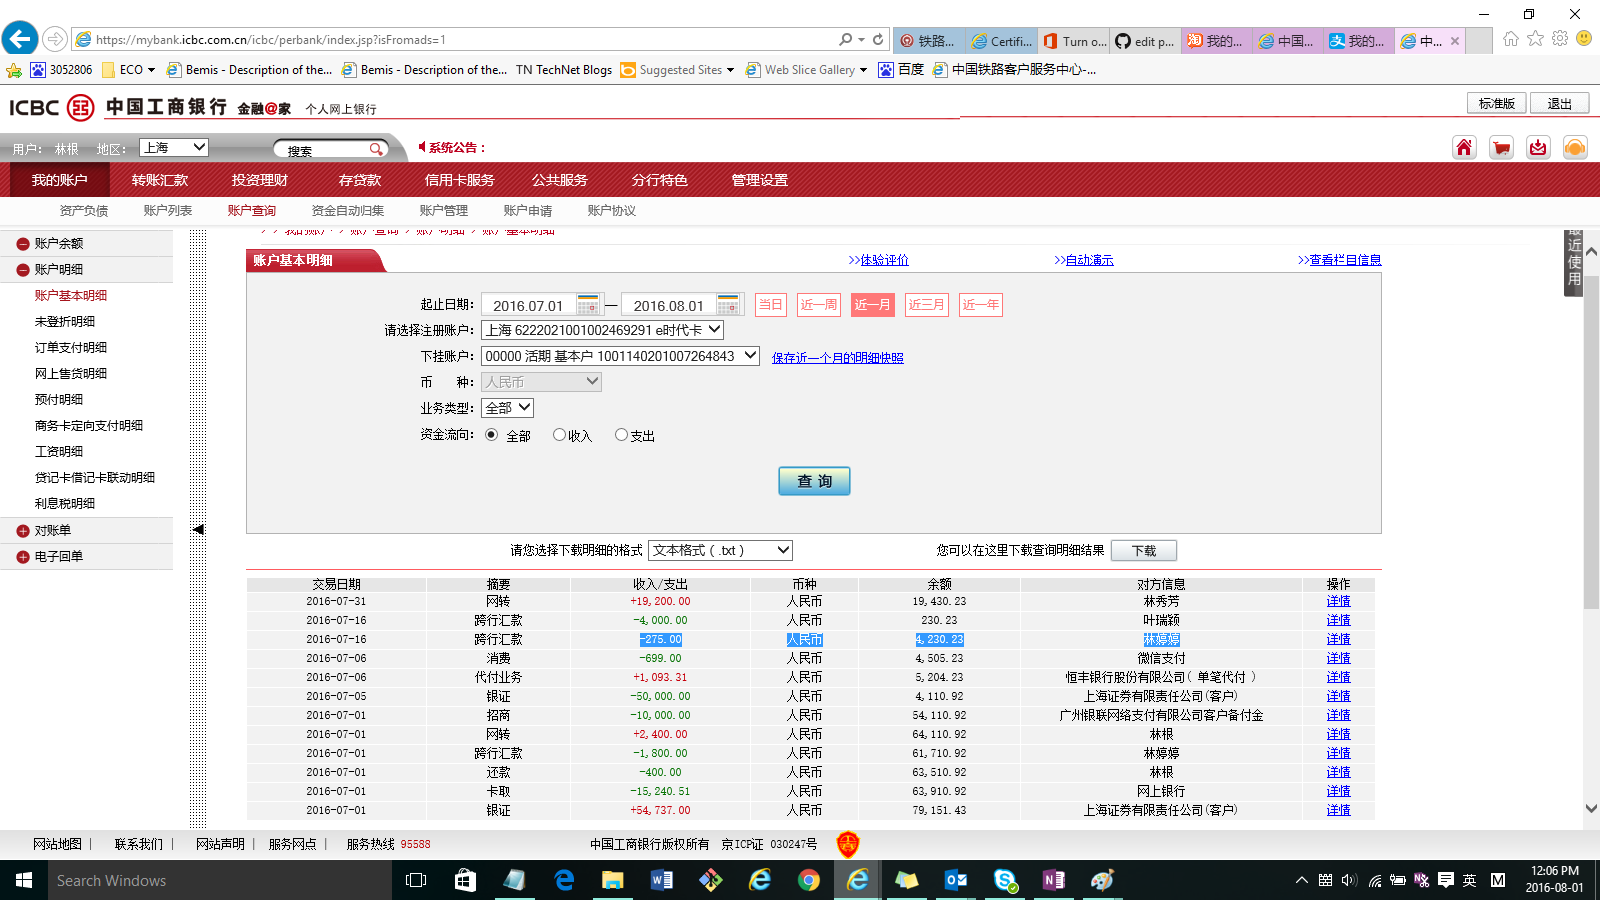 https://mybank.icbc.com.cn/icbc/perbank/index.jsp?isFromads=1
铁路... Certifi... Turn o... edit p... 我的... 中国... 我的... 中...
3052806 ECO Bemis - Description of the... Bemis - Description of the... TN TechNet Blogs Suggested Sites Web Slice Gallery 百度 中国铁路客户服务中心-...
ICBC 中国工商银行 金融@家 个人网上银行
标准版 退出
用户： 林根 地区： 上海 搜索 系统公告：
我的账户 转账汇款 投资理财 存贷款 信用卡服务 公共服务 分行特色 管理设置
资产负债 账户列表 账户查询 资金自动归集 账户管理 账户申请 账户协议
> > 我的账户 > 账户查询 > 账户明细 > 账户基本明细
账户余额
账户明细
账户基本明细
未登折明细
订单支付明细
网上售货明细
预付明细
商务卡定向支付明细
工资明细
贷记卡借记卡联动明细
利息税明细
对账单
电子回单
最近使用
账户基本明细 >>体验评价 >>自动演示 >>查看栏目信息
起止日期： 2016.07.01 — 2016.08.01 当日 近一周 近一月 近三月 近一年
请选择注册账户： 上海 6222021001002469291 e时代卡
下挂账户： 00000 活期 基本户 1001140201007264843 保存近一个月的明细快照
币 种： 人民币
业务类型： 全部
资金流向： 全部 收入 支出
查 询
请您选择下载明细的格式 文本格式（.txt） 您可以在这里下载查询明细结果 下载
交易日期 摘要 收入/支出 币种 余额 对方信息 操作
2016-07-31 网转 +19,200.00 人民币 19,430.23 林秀芳 详情
2016-07-16 跨行汇款 -4,000.00 人民币 230.23 叶瑞颖 详情
2016-07-16 跨行汇款 -275.00 人民币 4,230.23 林婷婷 详情
2016-07-06 消费 -699.00 人民币 4,505.23 微信支付 详情
2016-07-06 代付业务 +1,093.31 人民币 5,204.23 恒丰银行股份有限公司（单笔代付） 详情
2016-07-05 银证 -50,000.00 人民币 4,110.92 上海证券有限责任公司(客户) 详情
2016-07-01 招商 -10,000.00 人民币 54,110.92 广州银联网络支付有限公司客户备付金 详情
2016-07-01 网转 +2,400.00 人民币 64,110.92 林根 详情
2016-07-01 跨行汇款 -1,800.00 人民币 61,710.92 林婷婷 详情
2016-07-01 还款 -400.00 人民币 63,510.92 林根 详情
2016-07-01 卡取 -15,240.51 人民币 63,910.92 网上银行 详情
2016-07-01 银证 +54,737.00 人民币 79,151.43 上海证券有限责任公司(客户) 详情
网站地图 | 联系我们 | 网站声明 | 服务网点 | 服务热线 95588 中国工商银行版权所有 京ICP证 030247号
Search Windows
英 M 12:06 PM
2016-08-01